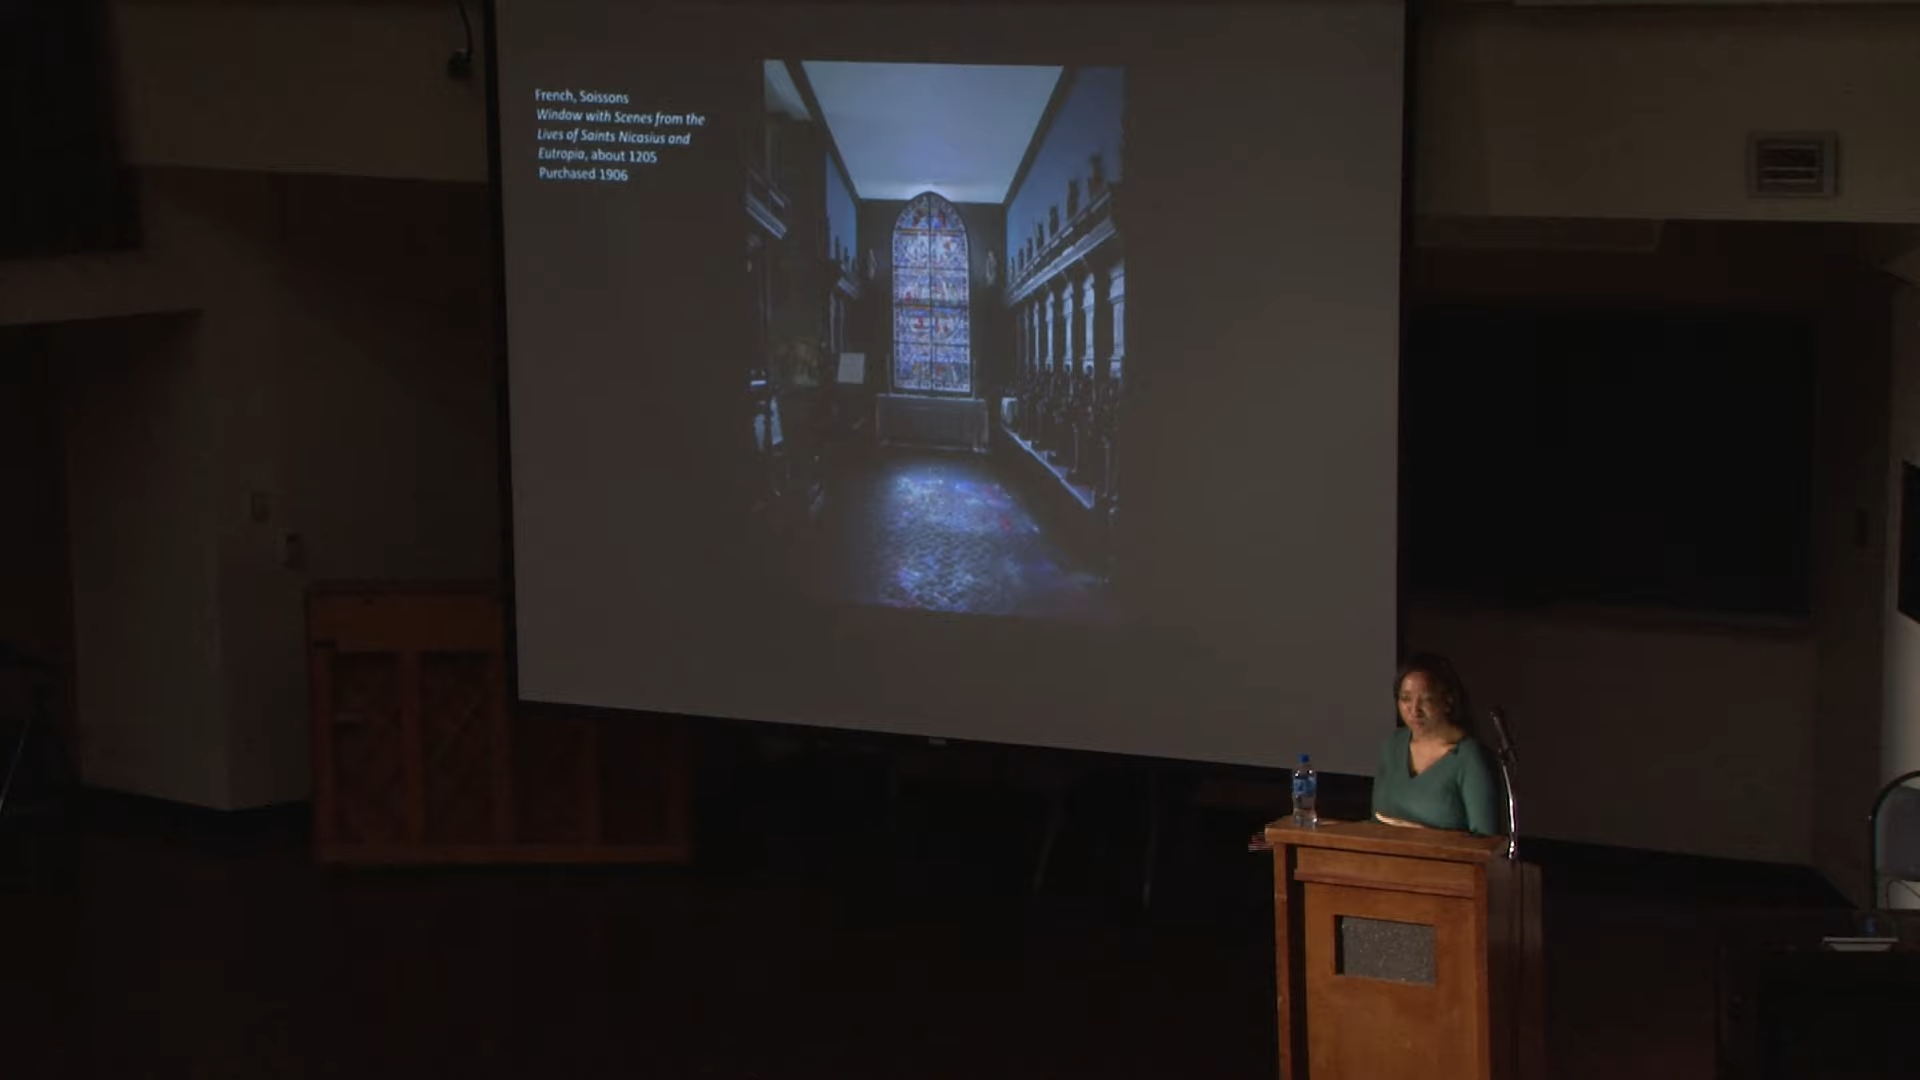 French, Soissons
Window with Scenes from the
Lives of Saints Nicasius and
Eutropia, about 1205
Purchased 1906